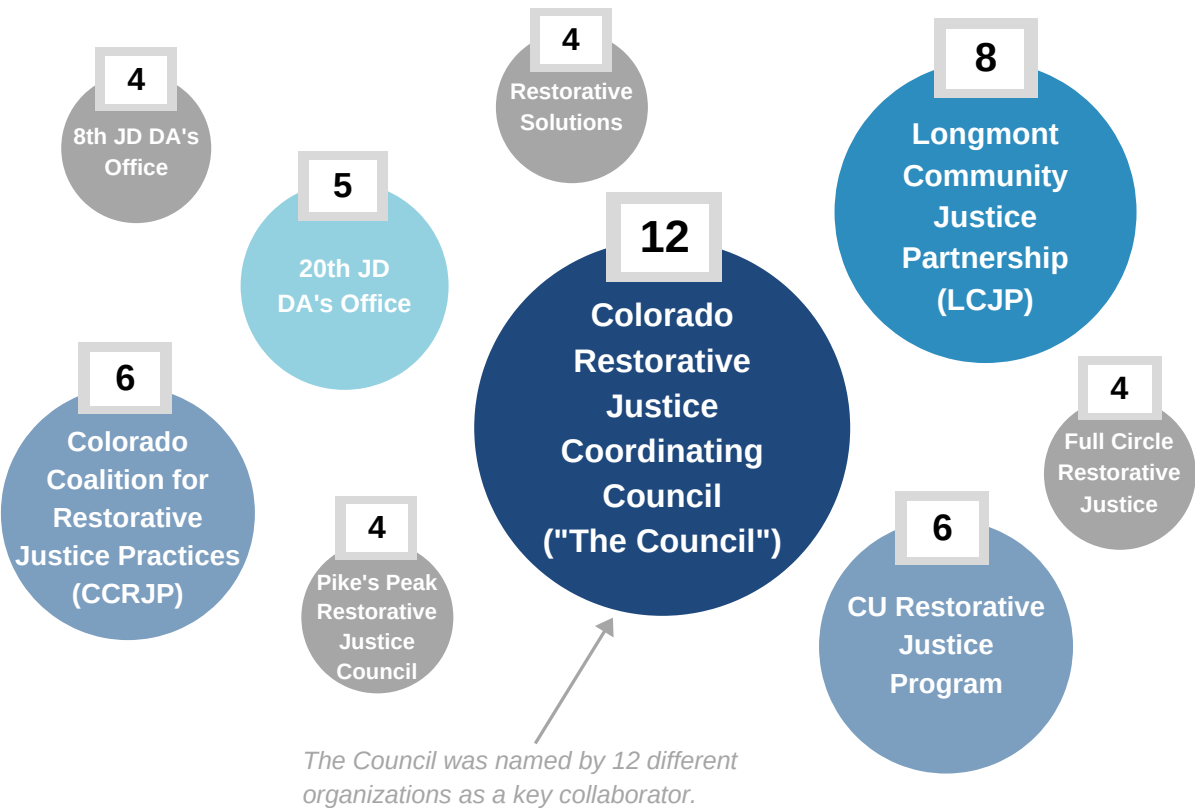 4
8th JD DA's
Office
4
Restorative
Solutions
8
Longmont
Community
Justice
Partnership
(LCJP)
5
20th JD
DA's Office
12
Colorado
Restorative
Justice
Coordinating
Council
("The Council")
6
Colorado
Coalition for
Restorative
Justice Practices
(CCRJP)
4
Full Circle
Restorative
Justice
4
Pike's Peak
Restorative
Justice
Council
6
CU Restorative
Justice
Program
The Council was named by 12 different
organizations as a key collaborator.